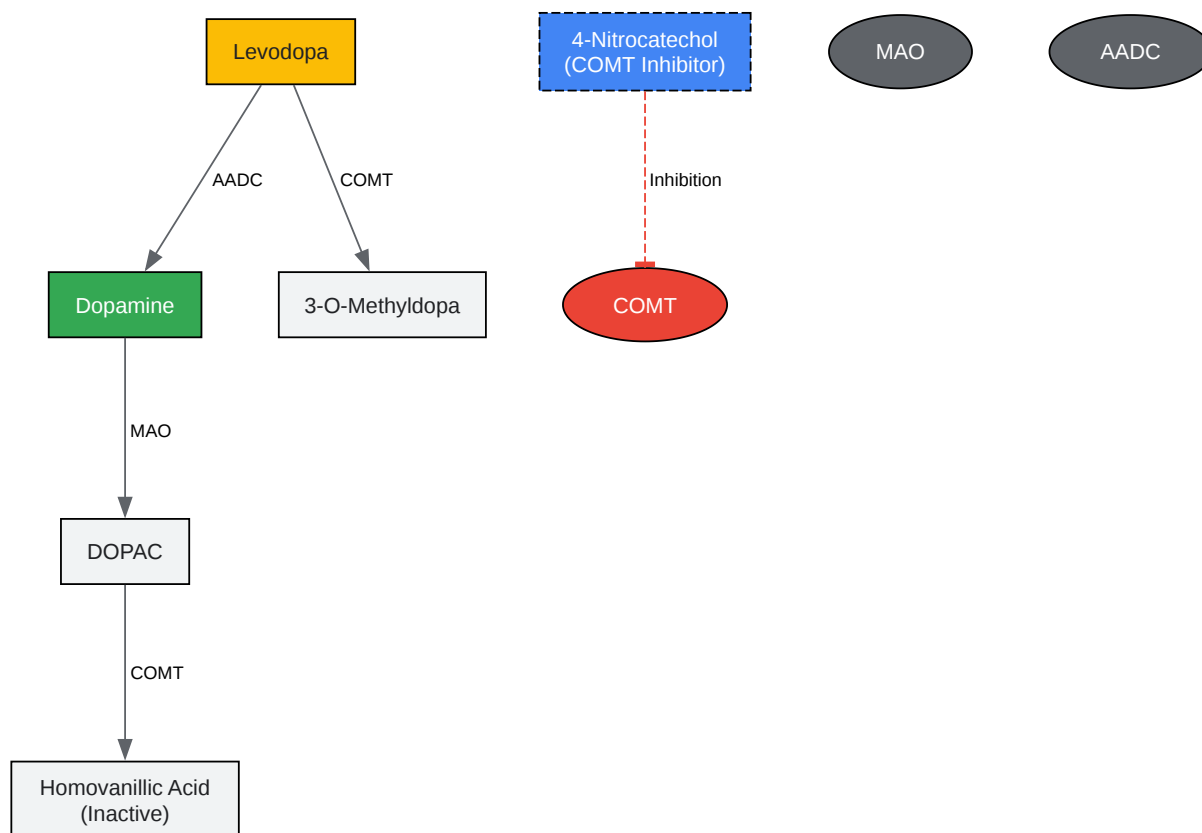 Levodopa
4-Nitrocatechol
(COMT Inhibitor)
MAO
AADC
AADC
COMT
Inhibition
Dopamine
3-O-Methyldopa
COMT
MAO
DOPAC
COMT
Homovanillic Acid
(Inactive)